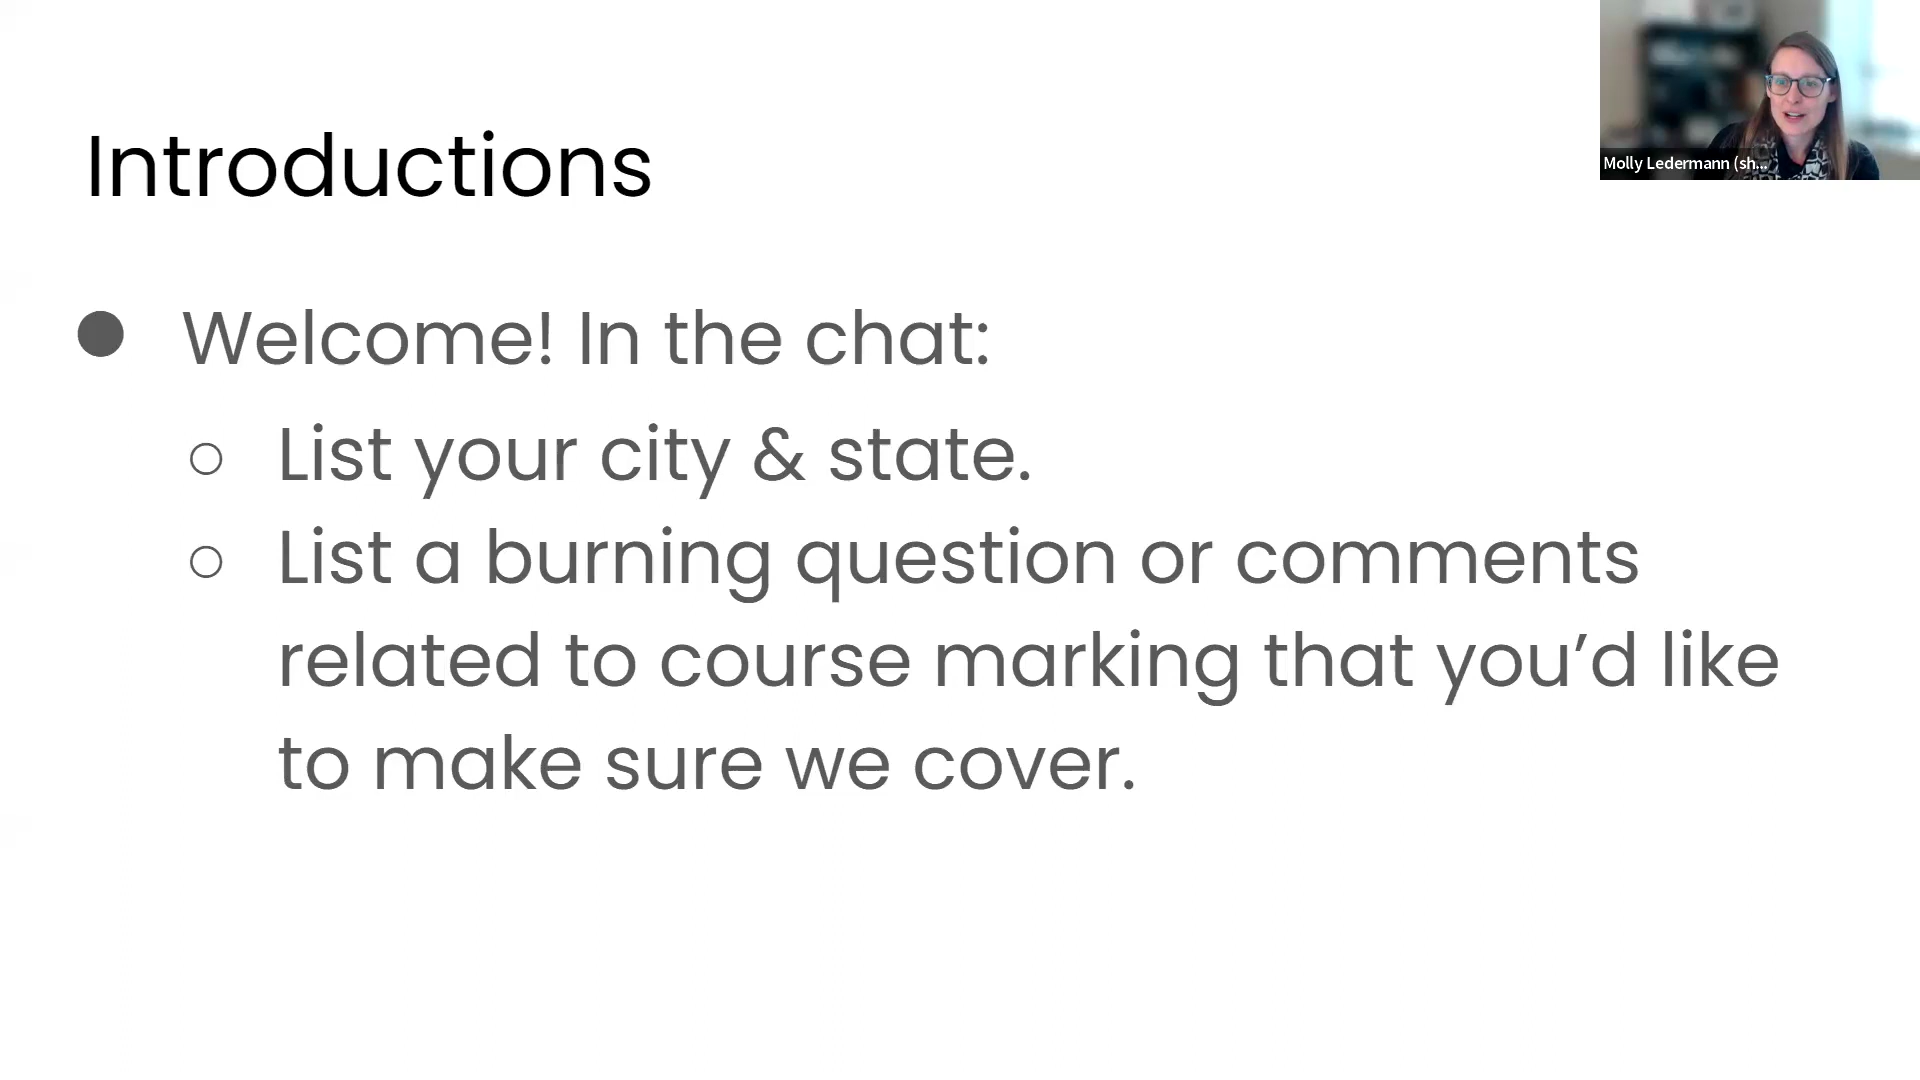 Introductions
Molly Ledermann (sh...
● Welcome! In the chat:
○ List your city & state.
○ List a burning question or comments
related to course marking that you’d like
to make sure we cover.